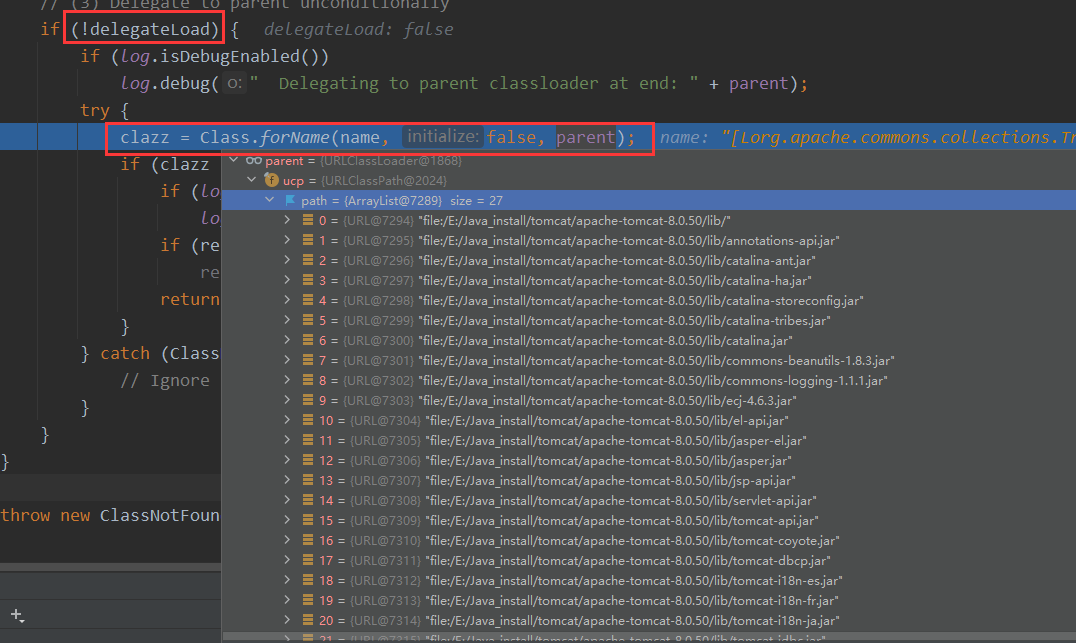 // (3) Delegate to parent unconditionally
if (!delegateLoad) { delegateLoad: false
if (log.isDebugEnabled())
log.debug( o: " Delegating to parent classloader at end: " + parent);
try {
clazz = Class.forName(name, initialize: false, parent); name: "[Lorg.apache.commons.collections.Tr
if (clazz
parent = {URLClassLoader@1868}
ucp = {URLClassPath@2024}
if (lo
path = {ArrayList@7289} size = 27
lo
0 = {URL@7294} "file:/E:/Java_install/tomcat/apache-tomcat-8.0.50/lib/"
if (re
1 = {URL@7295} "file:/E:/Java_install/tomcat/apache-tomcat-8.0.50/lib/annotations-api.jar"
2 = {URL@7296} "file:/E:/Java_install/tomcat/apache-tomcat-8.0.50/lib/catalina-ant.jar"
re
3 = {URL@7297} "file:/E:/Java_install/tomcat/apache-tomcat-8.0.50/lib/catalina-ha.jar"
return
4 = {URL@7298} "file:/E:/Java_install/tomcat/apache-tomcat-8.0.50/lib/catalina-storeconfig.jar"
}
5 = {URL@7299} "file:/E:/Java_install/tomcat/apache-tomcat-8.0.50/lib/catalina-tribes.jar"
6 = {URL@7300} "file:/E:/Java_install/tomcat/apache-tomcat-8.0.50/lib/catalina.jar"
} catch (Class
7 = {URL@7301} "file:/E:/Java_install/tomcat/apache-tomcat-8.0.50/lib/commons-beanutils-1.8.3.jar"
// Ignore
8 = {URL@7302} "file:/E:/Java_install/tomcat/apache-tomcat-8.0.50/lib/commons-logging-1.1.1.jar"
}
9 = {URL@7303} "file:/E:/Java_install/tomcat/apache-tomcat-8.0.50/lib/ecj-4.6.3.jar"
10 = {URL@7304} "file:/E:/Java_install/tomcat/apache-tomcat-8.0.50/lib/el-api.jar"
}
11 = {URL@7305} "file:/E:/Java_install/tomcat/apache-tomcat-8.0.50/lib/jasper-el.jar"
}
12 = {URL@7306} "file:/E:/Java_install/tomcat/apache-tomcat-8.0.50/lib/jasper.jar"
13 = {URL@7307} "file:/E:/Java_install/tomcat/apache-tomcat-8.0.50/lib/jsp-api.jar"
14 = {URL@7308} "file:/E:/Java_install/tomcat/apache-tomcat-8.0.50/lib/servlet-api.jar"
throw new ClassNotFoun
15 = {URL@7309} "file:/E:/Java_install/tomcat/apache-tomcat-8.0.50/lib/tomcat-api.jar"
16 = {URL@7310} "file:/E:/Java_install/tomcat/apache-tomcat-8.0.50/lib/tomcat-coyote.jar"
17 = {URL@7311} "file:/E:/Java_install/tomcat/apache-tomcat-8.0.50/lib/tomcat-dbcp.jar"
18 = {URL@7312} "file:/E:/Java_install/tomcat/apache-tomcat-8.0.50/lib/tomcat-i18n-es.jar"
19 = {URL@7313} "file:/E:/Java_install/tomcat/apache-tomcat-8.0.50/lib/tomcat-i18n-fr.jar"
20 = {URL@7314} "file:/E:/Java_install/tomcat/apache-tomcat-8.0.50/lib/tomcat-i18n-ja.jar"
21 = {URL@7315} "file:/E:/Java_install/tomcat/apache-tomcat-8.0.50/lib/tomcat-jdbc.jar"